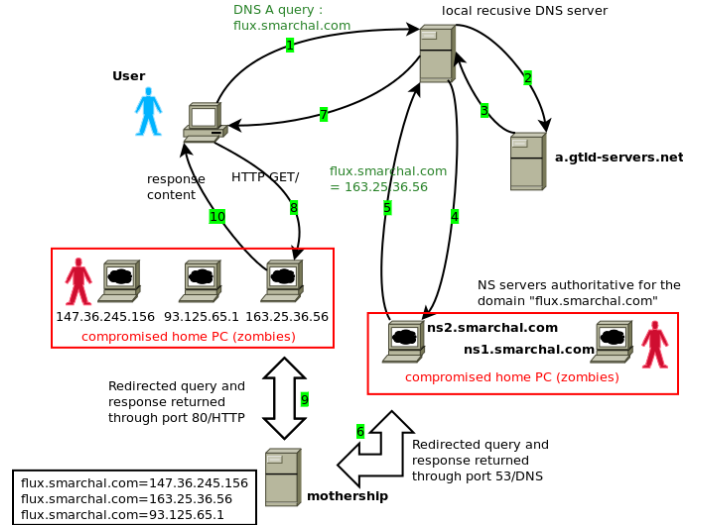 DNS A query :
flux.smarchal.com
local recusive DNS server
1
2
User
3
7
a.gtld-servers.net
flux.smarchal.com
= 163.25.36.56
HTTP GET/
response
content
8
5
4
10
NS servers authoritative for the
domain "flux.smarchal.com"
147.36.245.156
93.125.65.1
163.25.36.56
compromised home PC (zombies)
ns2.smarchal.com
ns1.smarchal.com
compromised home PC (zombies)
Redirected query and
response returned
through port 80/HTTP
9
6
Redirected query and
response returned
through port 53/DNS
mothership
flux.smarchal.com=147.36.245.156
flux.smarchal.com=163.25.36.56
flux.smarchal.com=93.125.65.1